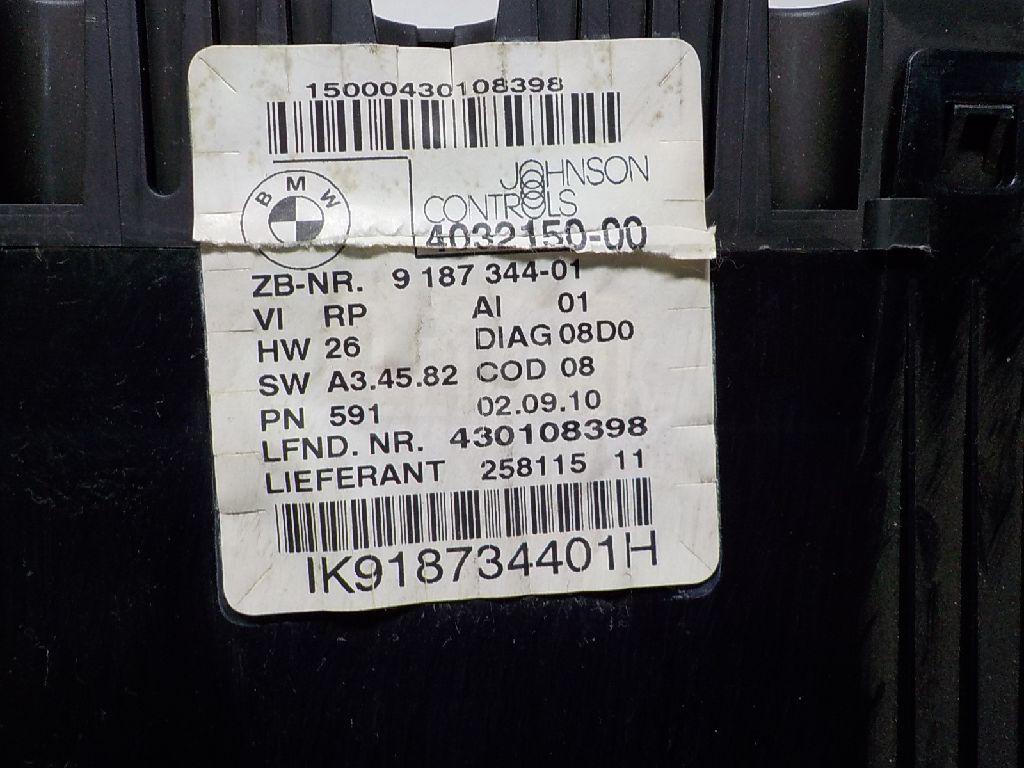 15000430108398
BMW
JOHNSON
CONTROLS
4032150-00
ZB-NR. 9 187 344-01
VI RP AI 01
HW 26 DIAG 08D0
SW A3.45.82 COD 08
PN 591 02.09.10
LFND. NR. 430108398
LIEFERANT 258115 11
IK918734401H